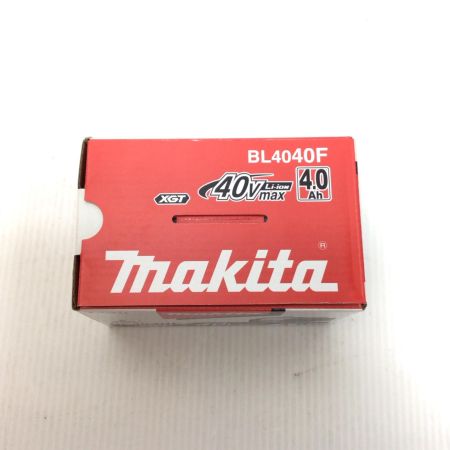 BL4040F
XGT 40Vmax Li-ion 4.0 Ah
makita®